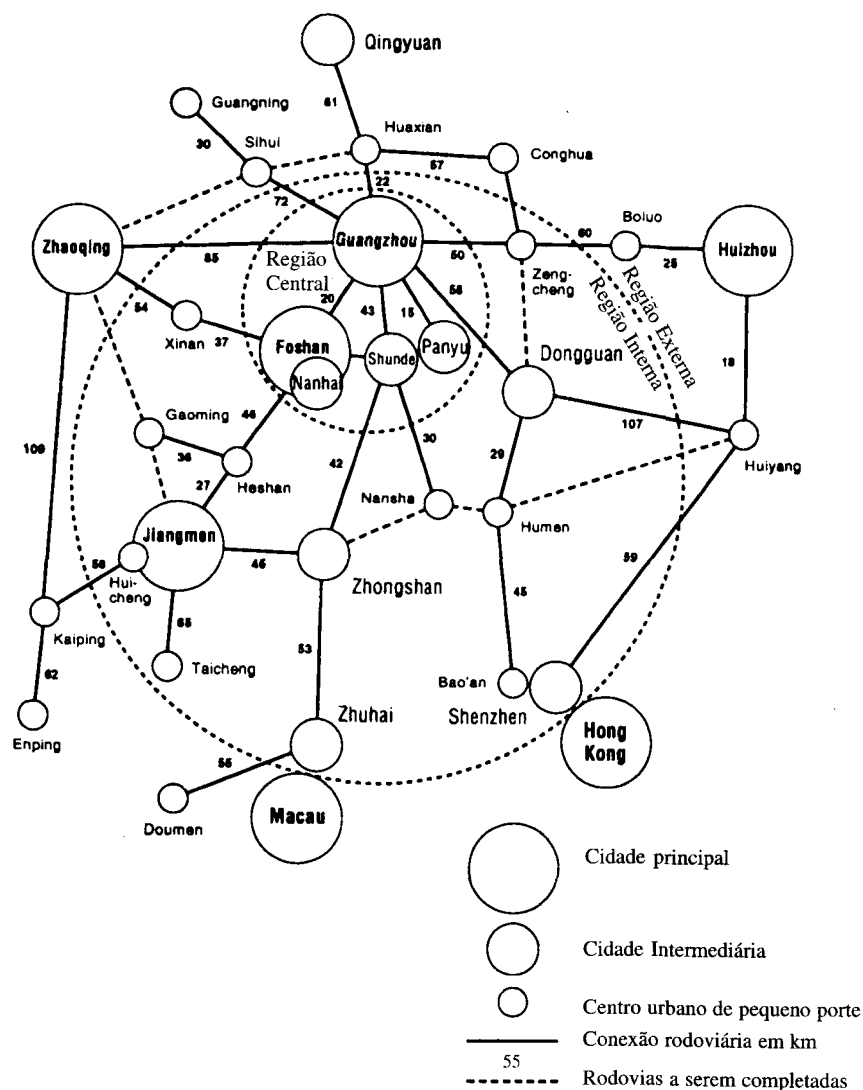 Qingyuan
61
Guangning
Huaxian
30
Sihui
57
Conghua
22
72
Boluo
Zhaoqing
Guangzhou
60
Huizhou
85
50
25
Região
Central
Zeng-
cheng
Região Externa
Região Interna
54
20
43
15
58
Xinan
37
Foshan
Shunde
Panyu
Dongguan
18
Nanhai
Gaoming
44
30
107
109
36
Heshan
42
29
Huiyang
27
Nansha
Humen
Jiangmen
45
Zhongshan
59
58
Hui-
cheng
45
Kaiping
65
53
62
Taicheng
Bao'an
Enping
Zhuhai
Shenzhen
Hong
Kong
55
Doumen
Macau
Cidade principal
Cidade Intermediária
Centro urbano de pequeno porte
Conexão rodoviária em km
55
Rodovias a serem completadas